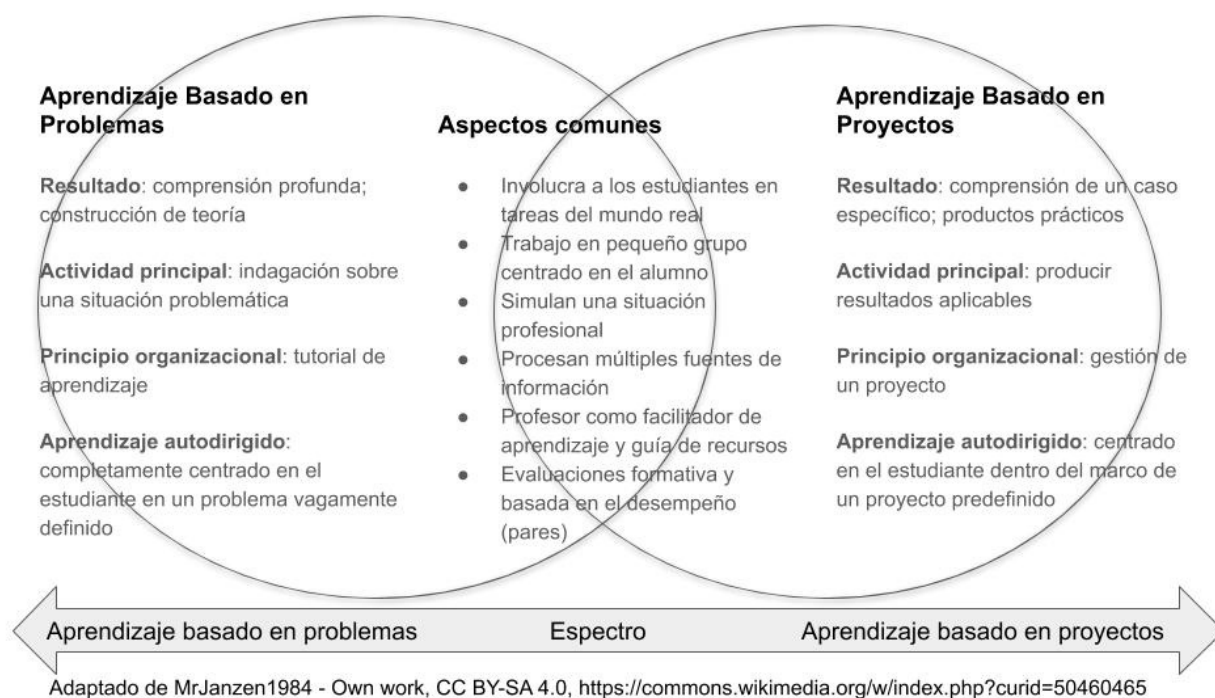 Aprendizaje Basado en
Problemas
Resultado: comprensión profunda;
construcción de teoría
Actividad principal: indagación sobre
una situación problemática
Principio organizacional: tutorial de
aprendizaje
Aprendizaje autodirigido:
completamente centrado en el
estudiante en un problema vagamente
definido
Aspectos comunes
● Involucra a los estudiantes en
tareas del mundo real
● Trabajo en pequeño grupo
centrado en el alumno
● Simulan una situación
profesional
● Procesan múltiples fuentes de
información
● Profesor como facilitador de
aprendizaje y guía de recursos
● Evaluaciones formativa y
basada en el desempeño
(pares)
Aprendizaje Basado en
Proyectos
Resultado: comprensión de un caso
específico; productos prácticos
Actividad principal: producir
resultados aplicables
Principio organizacional: gestión de
un proyecto
Aprendizaje autodirigido: centrado
en el estudiante dentro del marco de
un proyecto predefinido
Aprendizaje basado en problemas Espectro Aprendizaje basado en proyectos
Adaptado de MrJanzen1984 - Own work, CC BY-SA 4.0, https://commons.wikimedia.org/w/index.php?curid=50460465